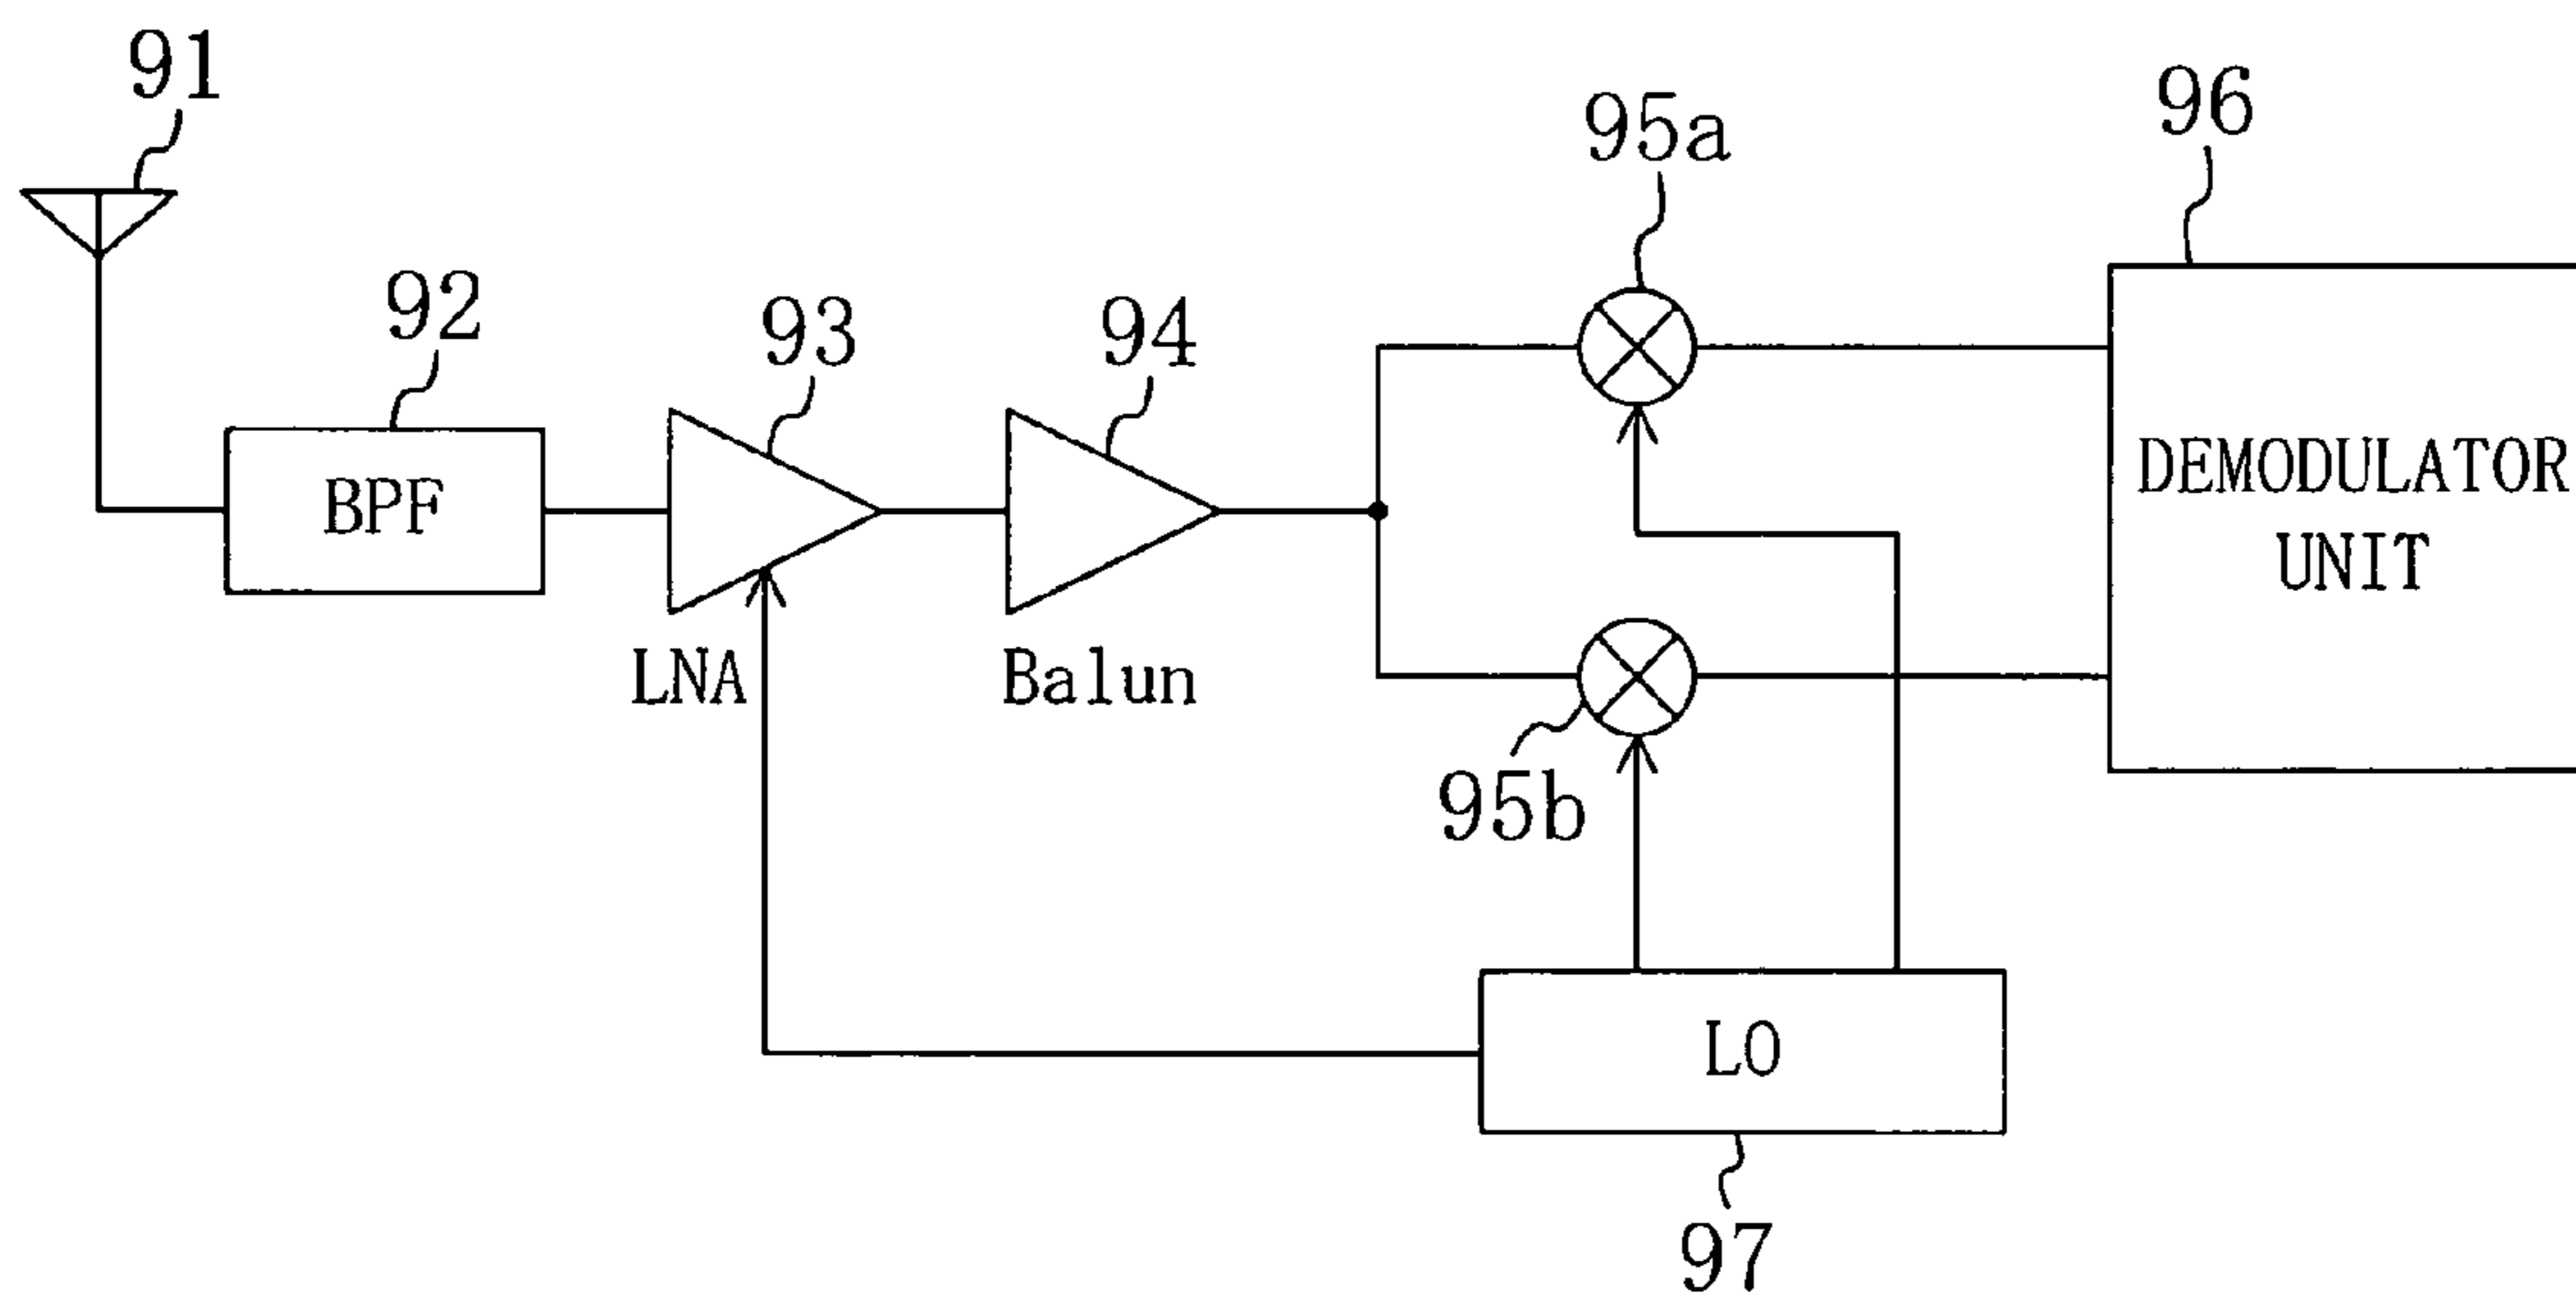 91
92
93
94
95a
96
BPF
LNA
Balun
DEMODULATOR
UNIT
95b
LO
97